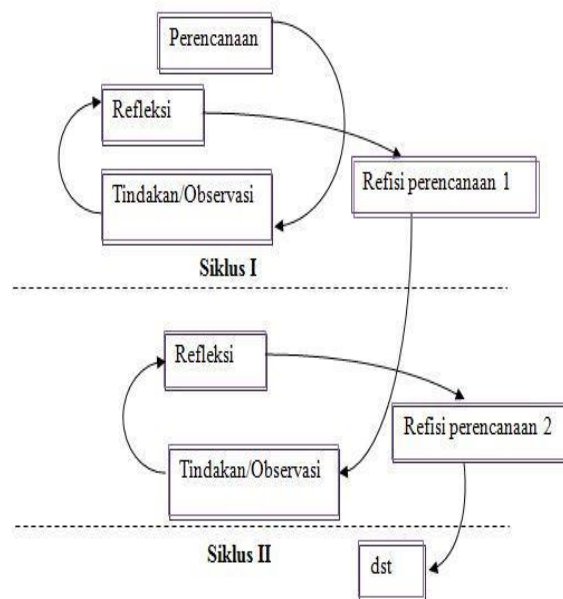 Perencanaan
Refleksi
Refisi perencanaan 1
Tindakan/Observasi
Siklus I
Refleksi
Refisi perencanaan 2
Tindakan/Observasi
Siklus II
dst